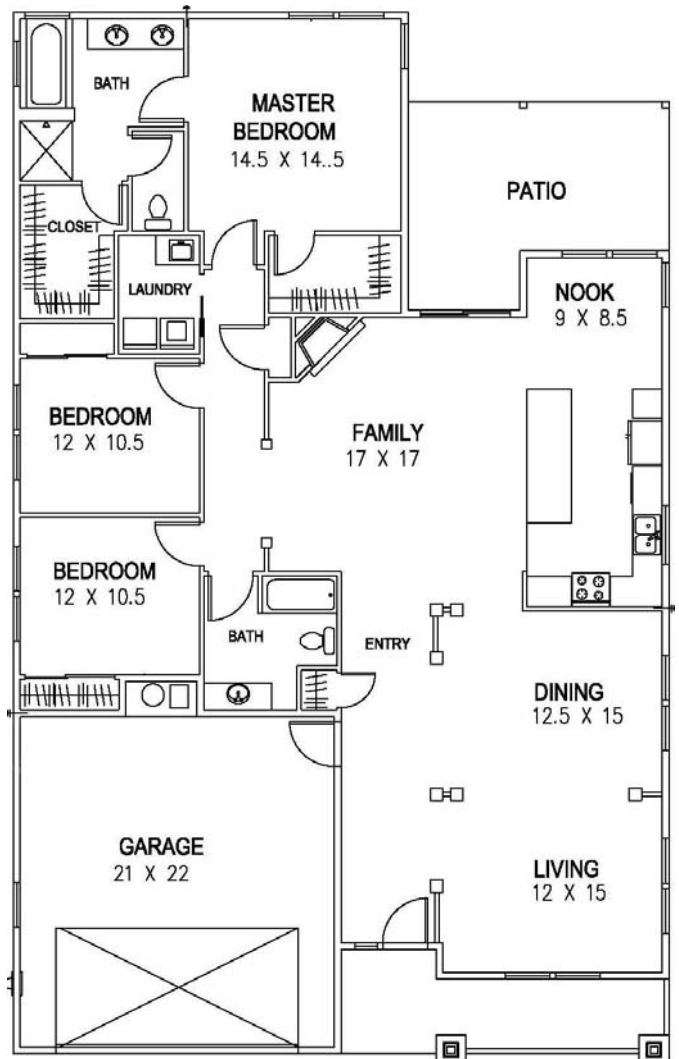 BATH
MASTER
BEDROOM
14.5 X 14..5
PATIO
CLOSET
LAUNDRY
NOOK
9 X 8.5
BEDROOM
12 X 10.5
FAMILY
17 X 17
BEDROOM
12 X 10.5
BATH
ENTRY
DINING
12.5 X 15
GARAGE
21 X 22
LIVING
12 X 15